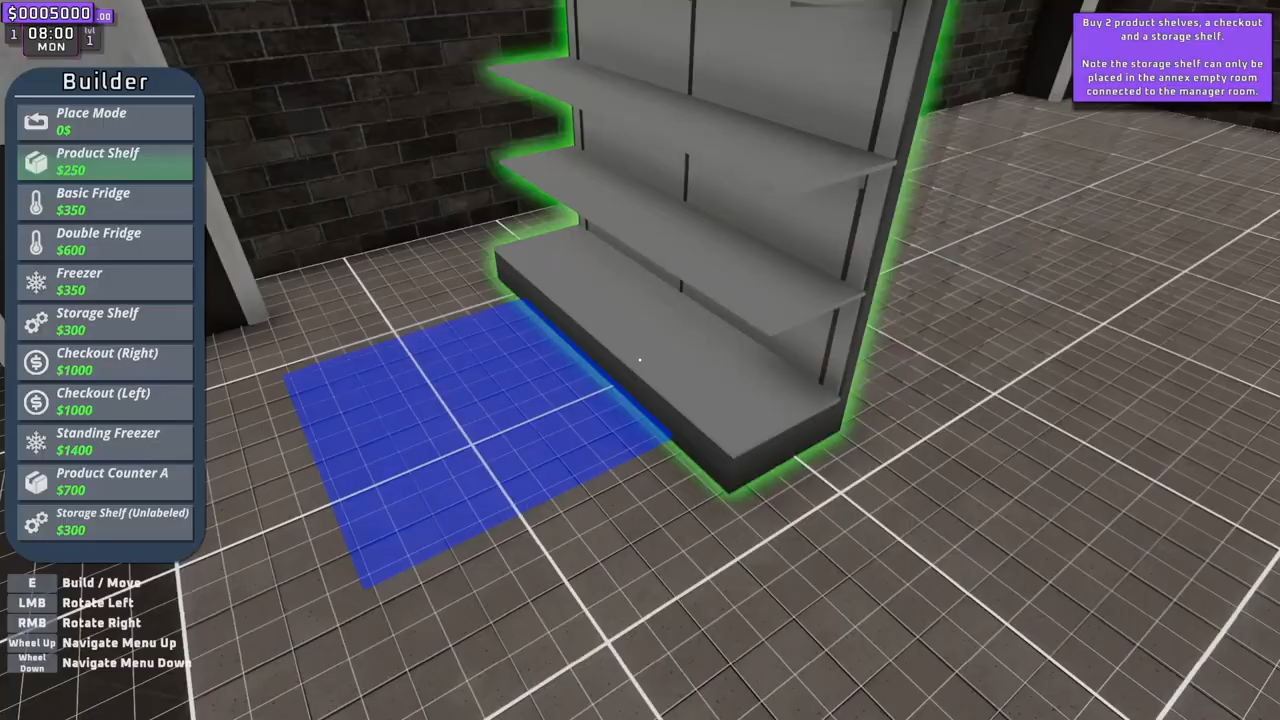 $0005000.00
1 08:00 lvl
MON 1
Buy 2 product shelves, a checkout
and a storage shelf.
Note the storage shelf can only be
placed in the annex empty room
connected to the manager room.
Builder
Place Mode
0$
Product Shelf
$250
Basic Fridge
$350
Double Fridge
$600
Freezer
$350
Storage Shelf
$300
Checkout (Right)
$1000
Checkout (Left)
$1000
Standing Freezer
$1400
Product Counter A
$700
Storage Shelf (Unlabeled)
$300
E Build / Move
LMB Rotate Left
RMB Rotate Right
Wheel Up Navigate Menu Up
Wheel Down Navigate Menu Down